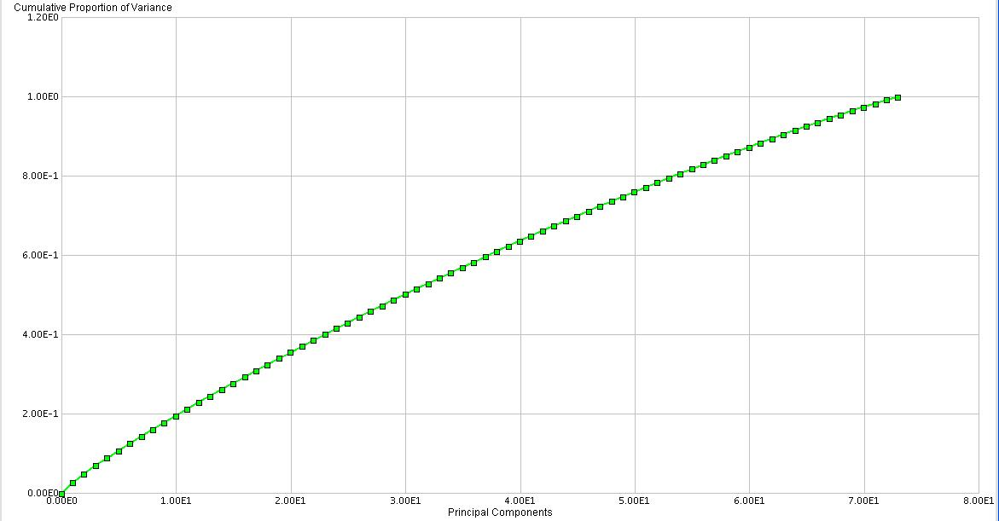 Cumulative Proportion of Variance
1.20E0
1.00E0
8.00E-1
6.00E-1
4.00E-1
2.00E-1
0.00E0
0.00E0 1.00E1 2.00E1 3.00E1 4.00E1 5.00E1 6.00E1 7.00E1 8.00E1
Principal Components